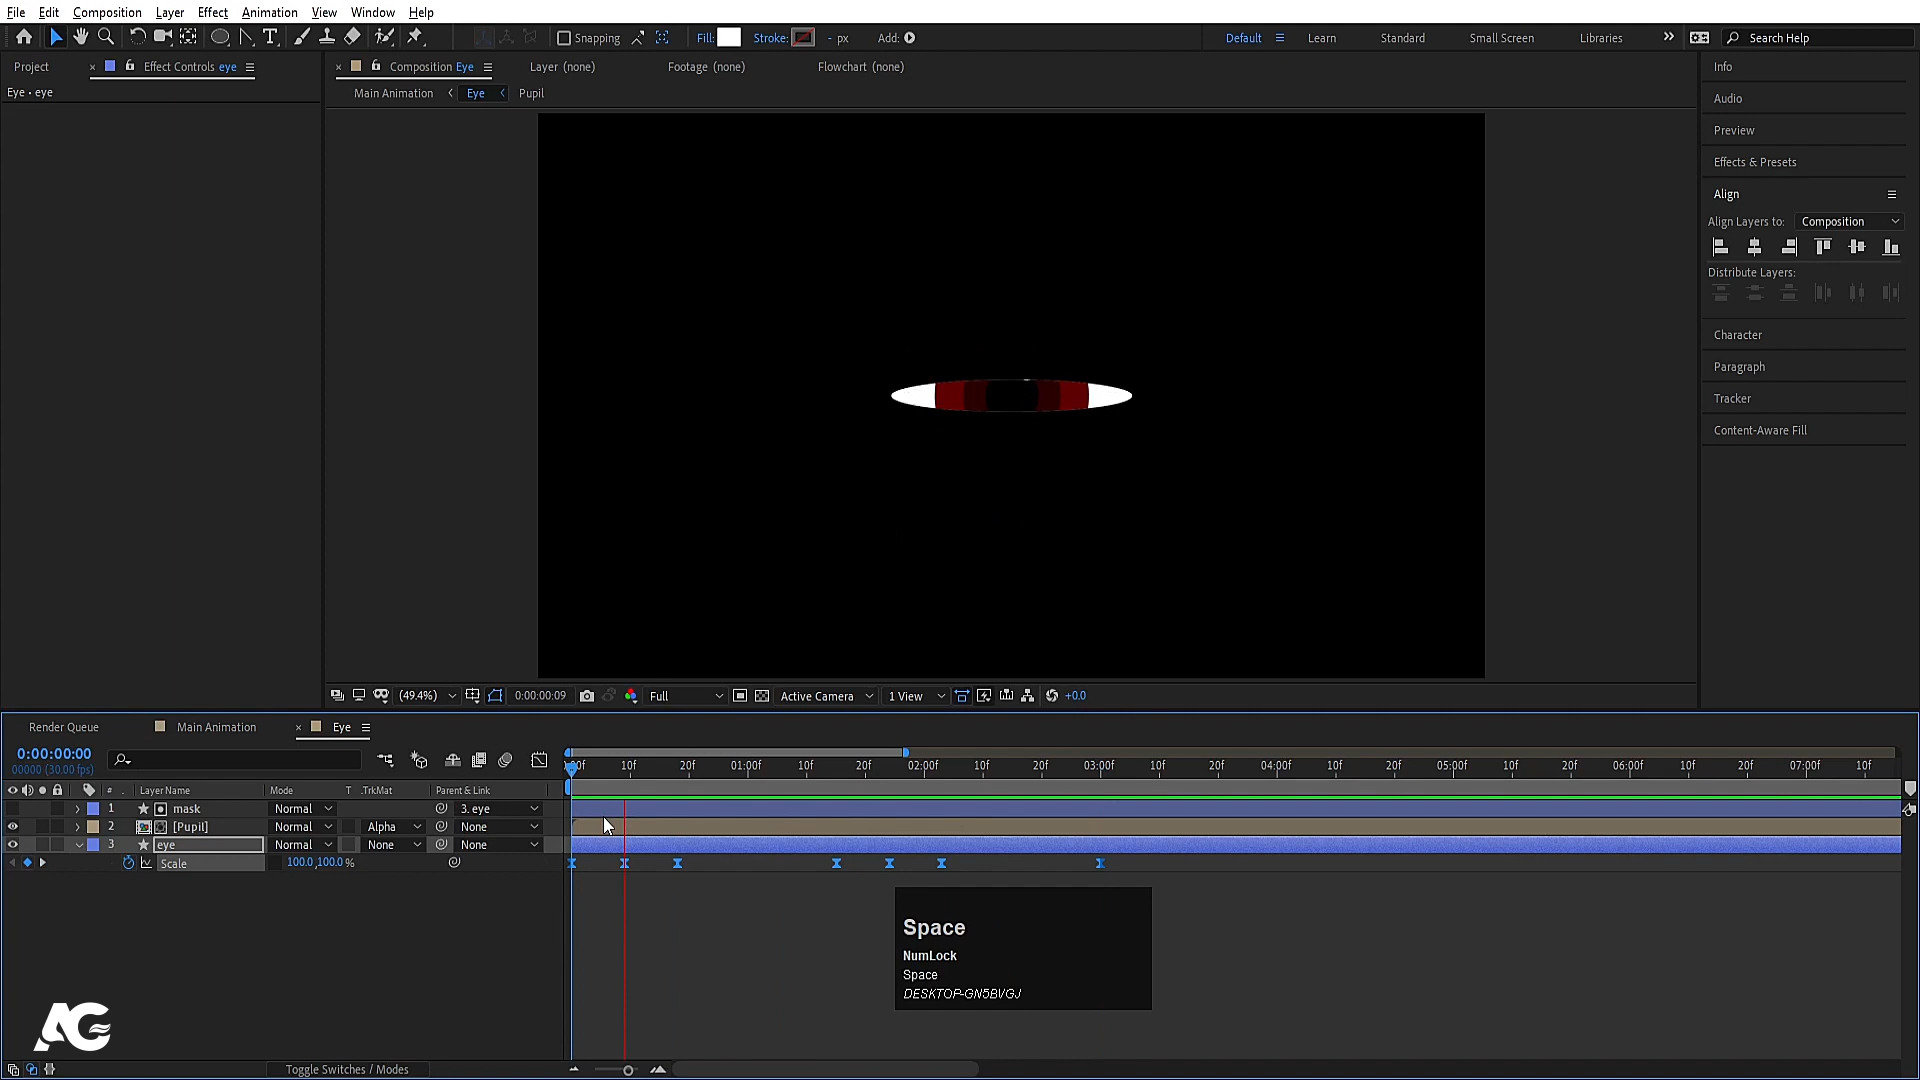 File Edit Composition Layer Effect Animation View Window Help
Snapping Fill: Stroke: - px Add: Default Learn Standard Small Screen Libraries Search Help
Project × Effect Controls eye × Composition Eye Layer (none) Footage (none) Flowchart (none) Info
Eye • eye Main Animation Eye Pupil
Audio
Preview
Effects & Presets
Align
Align Layers to: Composition
Distribute Layers:
Character
Paragraph
Tracker
Content-Aware Fill
(49.4%) 0:00:00:09 Full Active Camera 1 View +0.0
Render Queue Main Animation × Eye
0:00:00:00
00000 (30.00 fps)
:00f 10f 20f 01:00f 10f 20f 02:00f 10f 20f 03:00f 10f 20f 04:00f 10f 20f 05:00f 10f 20f 06:00f 10f 20f 07:00f 10f
# . Layer Name Mode T .TrkMat Parent & Link
1 mask Normal 3. eye
2 [Pupil] Normal Alpha None
3 eye Normal None None
Scale 100.0,100.0%
Space
NumLock
Space
DESKTOP-GN5BVGJ
AG
Toggle Switches / Modes